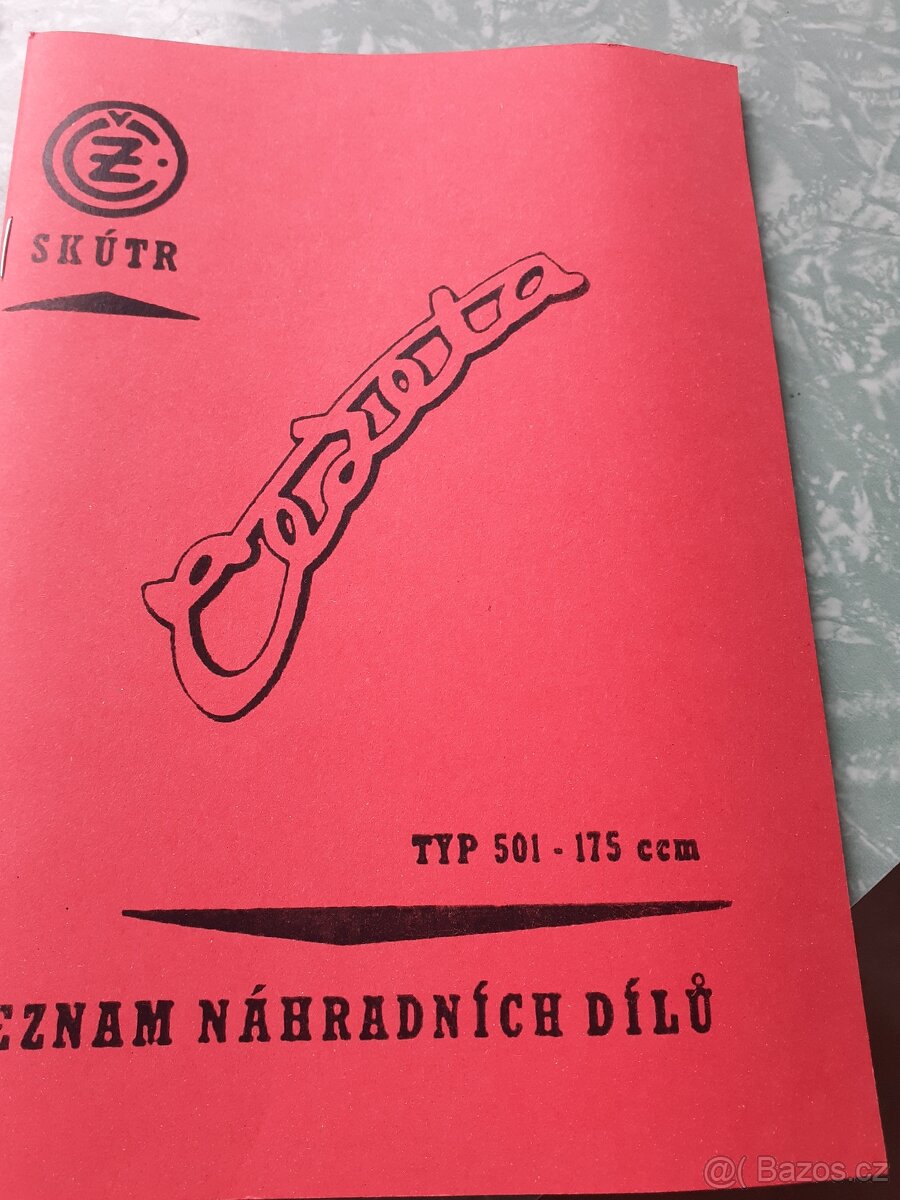 ČZ
SKÚTR
Čezeta
TYP 501 - 175 ccm
EZNAM NÁHRADNÍCH DÍLŮ
@( Bazos.cz